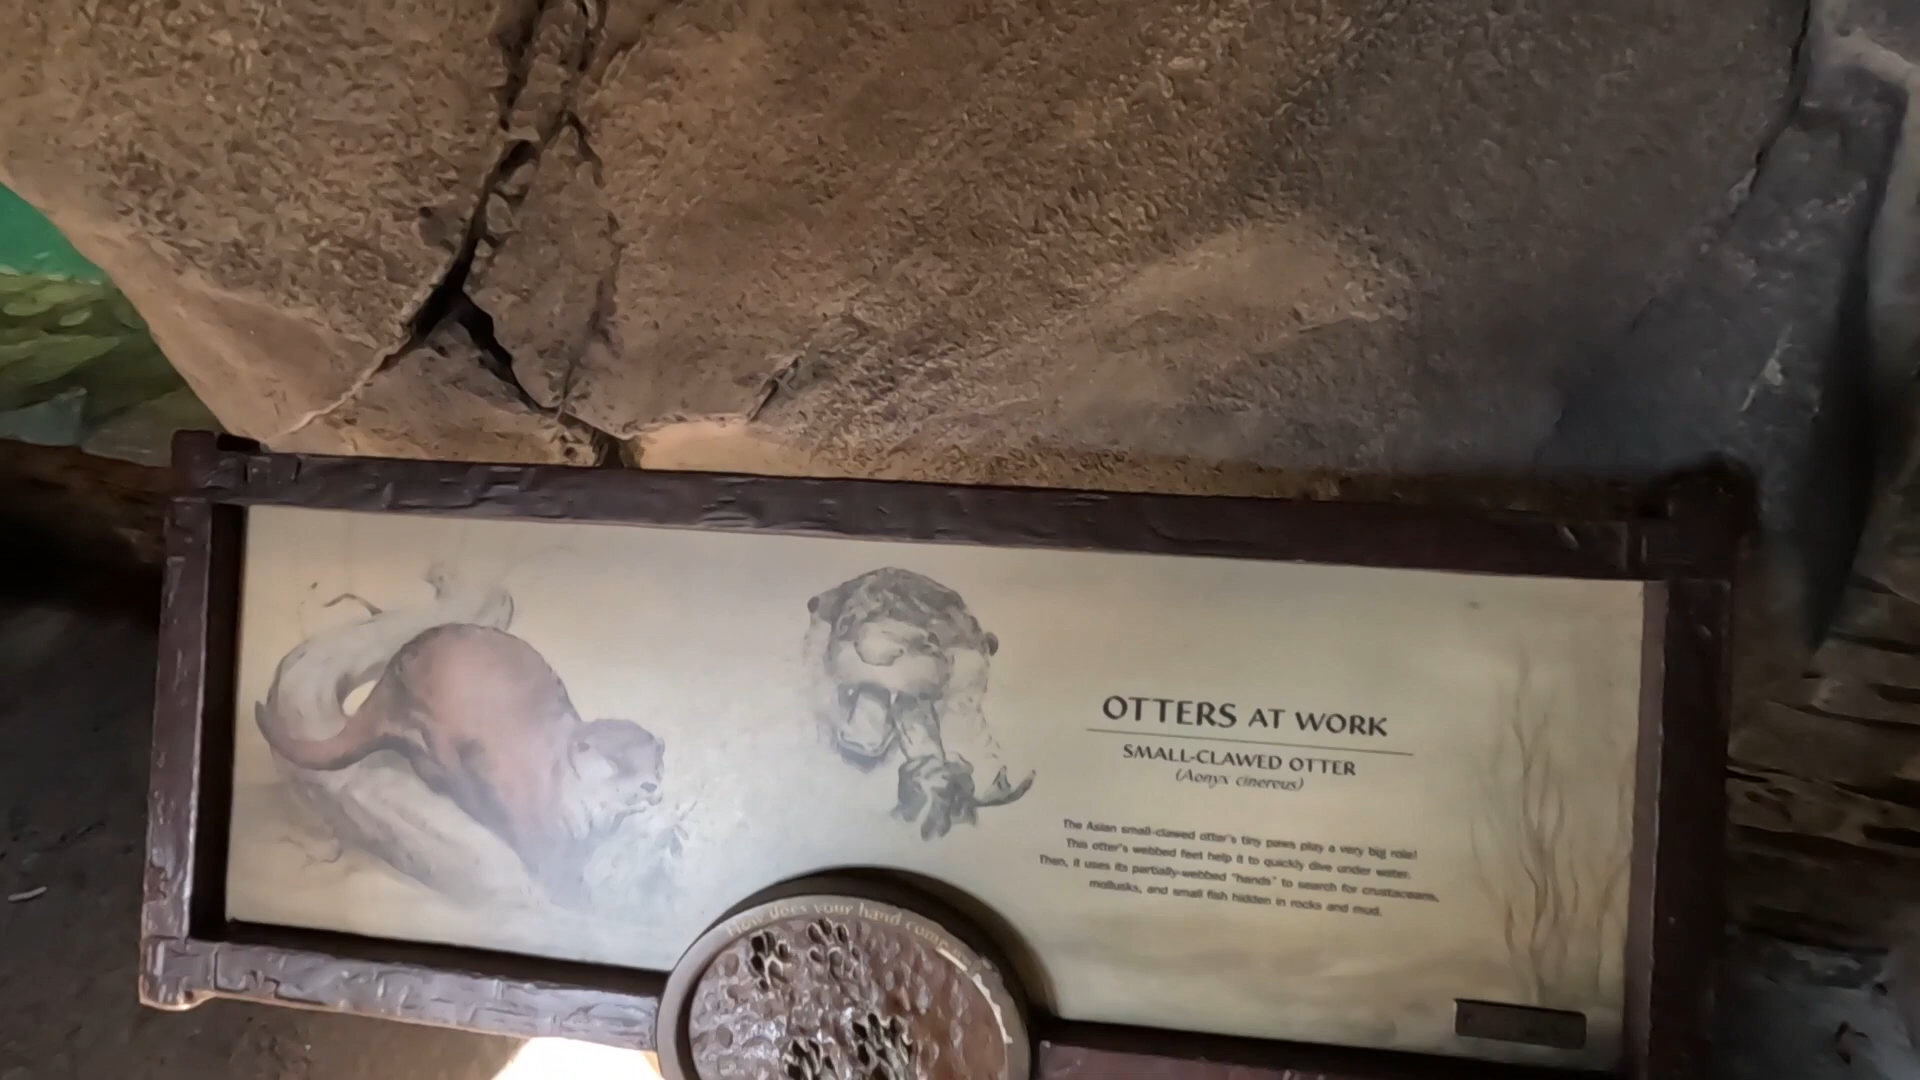 OTTERS AT WORK
SMALL-CLAWED OTTER
(Aonyx cinereus)
The Asian small-clawed otter's tiny paws play a very big role!
This otter's webbed feet help it to quickly dive under water.
Then, it uses its partially-webbed "hands" to search for crustaceans,
mollusks, and small fish hidden in rocks and mud.
How does your hand